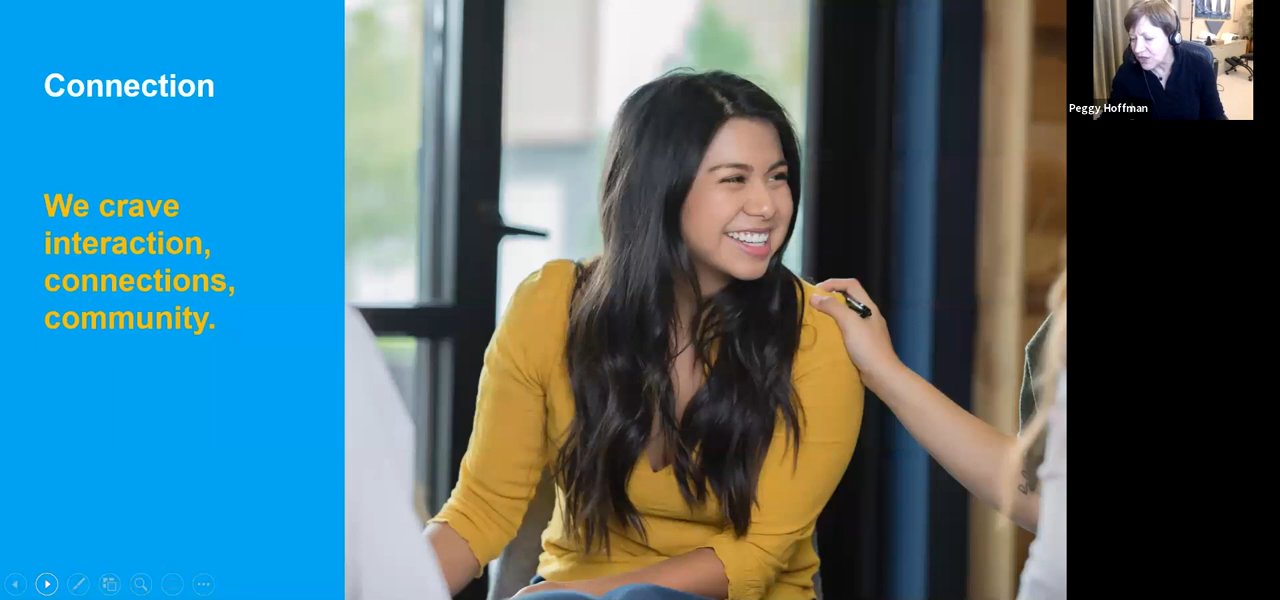 Connection
We crave
interaction,
connections,
community.
Peggy Hoffman